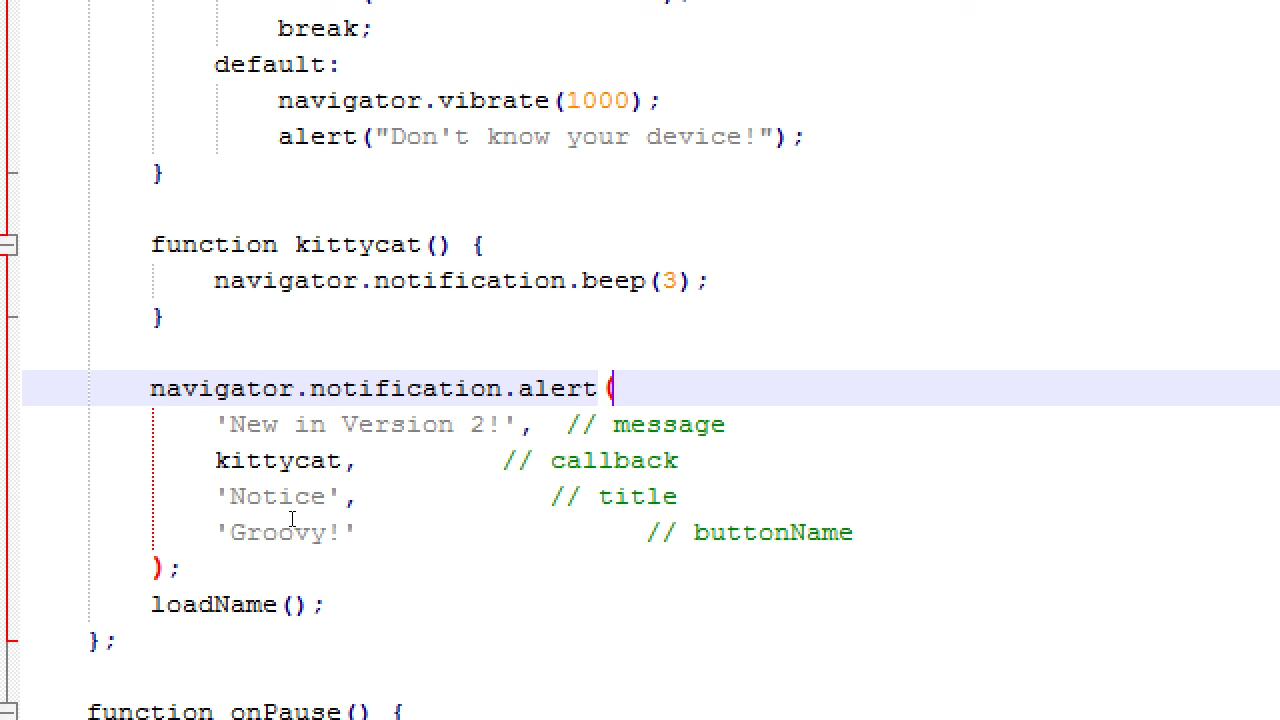 break;
default:
navigator.vibrate(1000);
alert("Don't know your device!");
}
function kittycat() {
navigator.notification.beep(3);
}
navigator.notification.alert(
'New in Version 2!', // message
kittycat, // callback
'Notice', // title
'Groovy!' // buttonName
);
loadName();
};
function onPause() {